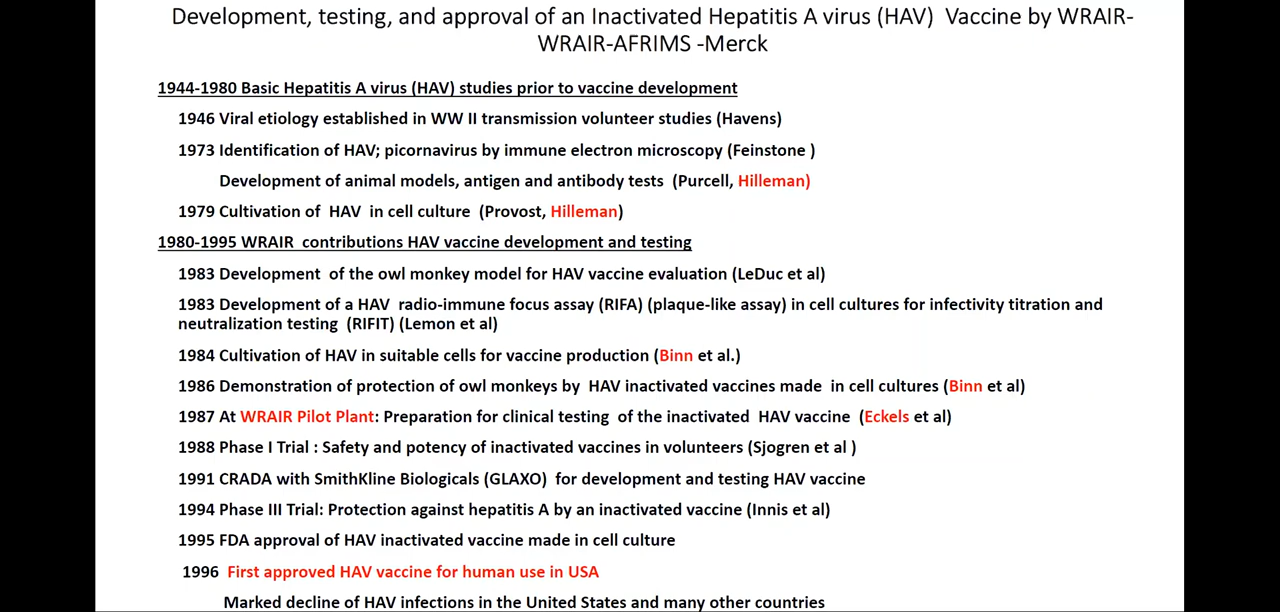 Development, testing, and approval of an Inactivated Hepatitis A virus (HAV) Vaccine by WRAIR-
WRAIR-AFRIMS -Merck
1944-1980 Basic Hepatitis A virus (HAV) studies prior to vaccine development
1946 Viral etiology established in WW II transmission volunteer studies (Havens)
1973 Identification of HAV; picornavirus by immune electron microscopy (Feinstone )
Development of animal models, antigen and antibody tests (Purcell, Hilleman)
1979 Cultivation of HAV in cell culture (Provost, Hilleman)
1980-1995 WRAIR contributions HAV vaccine development and testing
1983 Development of the owl monkey model for HAV vaccine evaluation (LeDuc et al)
1983 Development of a HAV radio-immune focus assay (RIFA) (plaque-like assay) in cell cultures for infectivity titration and
neutralization testing (RIFIT) (Lemon et al)
1984 Cultivation of HAV in suitable cells for vaccine production (Binn et al.)
1986 Demonstration of protection of owl monkeys by HAV inactivated vaccines made in cell cultures (Binn et al)
1987 At WRAIR Pilot Plant: Preparation for clinical testing of the inactivated HAV vaccine (Eckels et al)
1988 Phase I Trial : Safety and potency of inactivated vaccines in volunteers (Sjogren et al )
1991 CRADA with SmithKline Biologicals (GLAXO) for development and testing HAV vaccine
1994 Phase III Trial: Protection against hepatitis A by an inactivated vaccine (Innis et al)
1995 FDA approval of HAV inactivated vaccine made in cell culture
1996 First approved HAV vaccine for human use in USA
Marked decline of HAV infections in the United States and many other countries